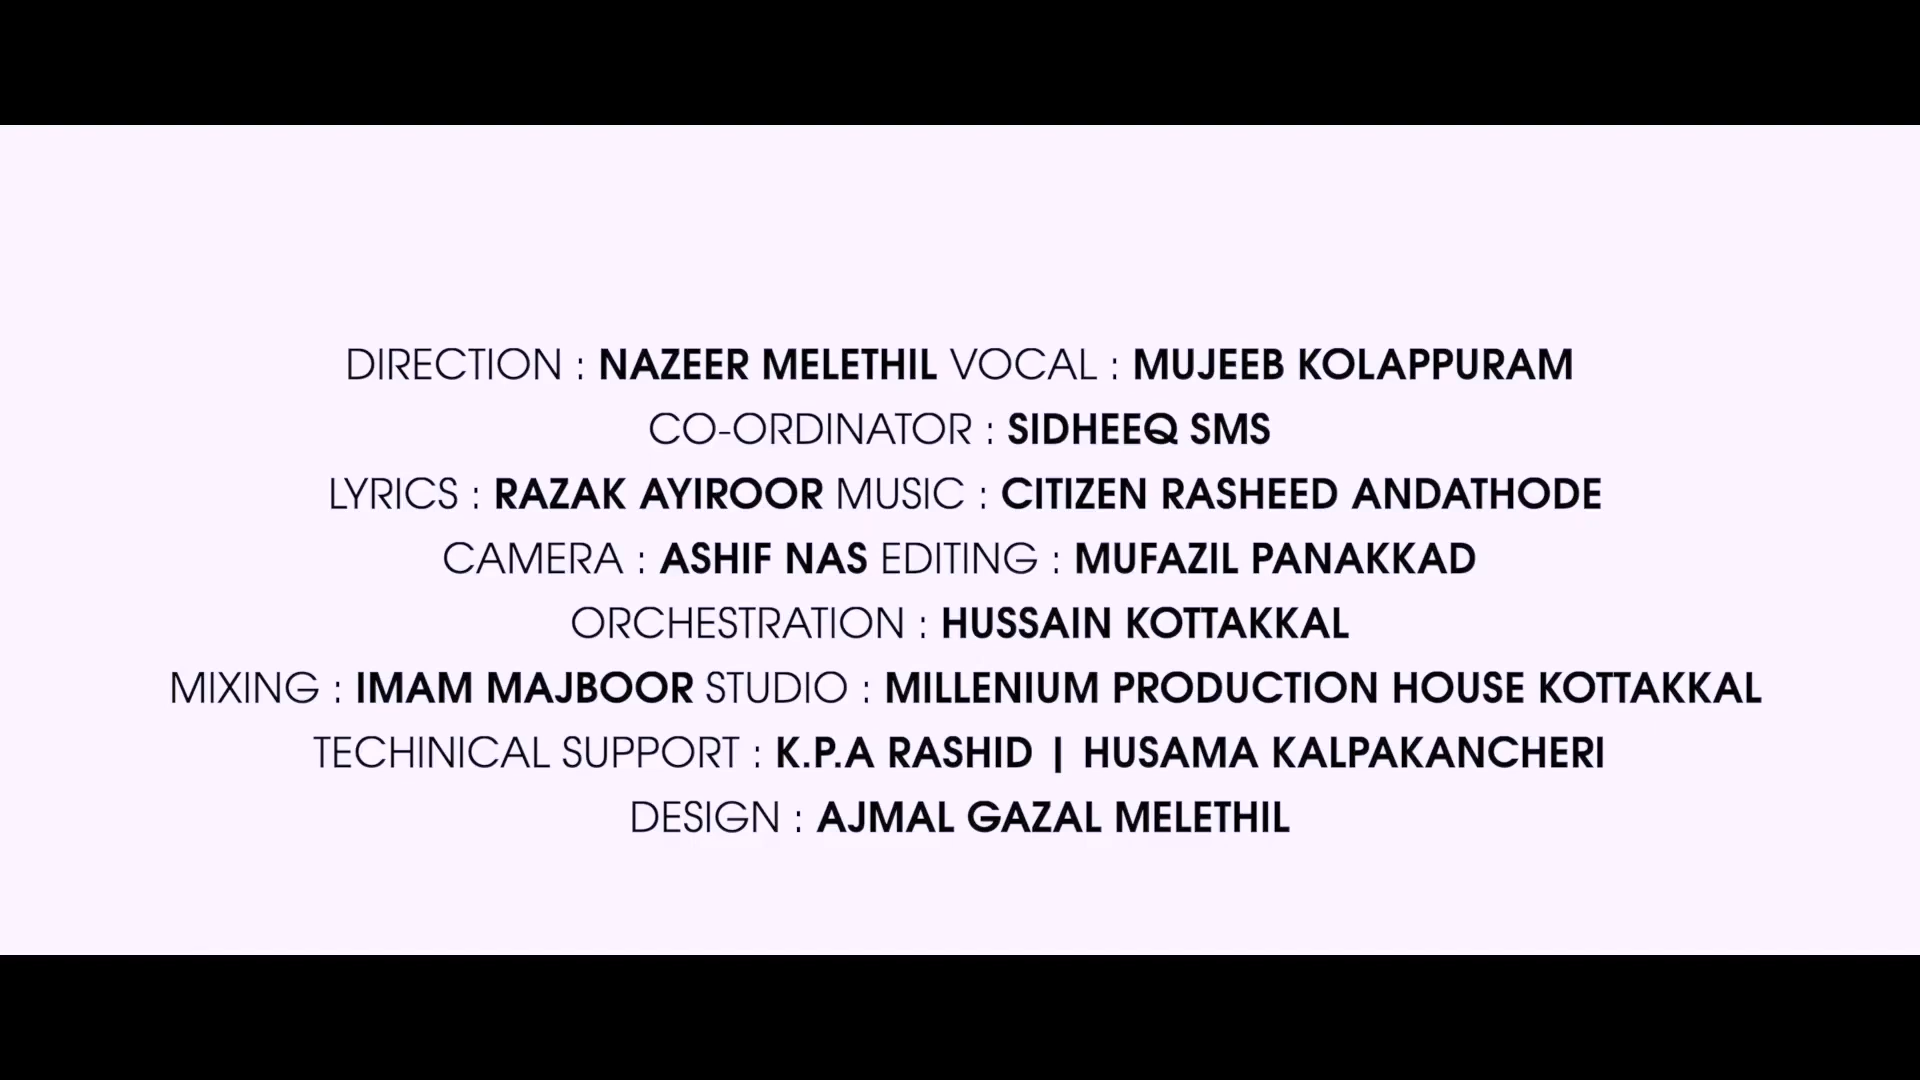 DIRECTION : NAZEER MELETHIL VOCAL : MUJEEB KOLAPPURAM
CO-ORDINATOR : SIDHEEQ SMS
LYRICS : RAZAK AYIROOR MUSIC : CITIZEN RASHEED ANDATHODE
CAMERA : ASHIF NAS EDITING : MUFAZIL PANAKKAD
ORCHESTRATION : HUSSAIN KOTTAKKAL
MIXING : IMAM MAJBOOR STUDIO : MILLENIUM PRODUCTION HOUSE KOTTAKKAL
TECHINICAL SUPPORT : K.P.A RASHID | HUSAMA KALPAKANCHERI
DESIGN : AJMAL GAZAL MELETHIL